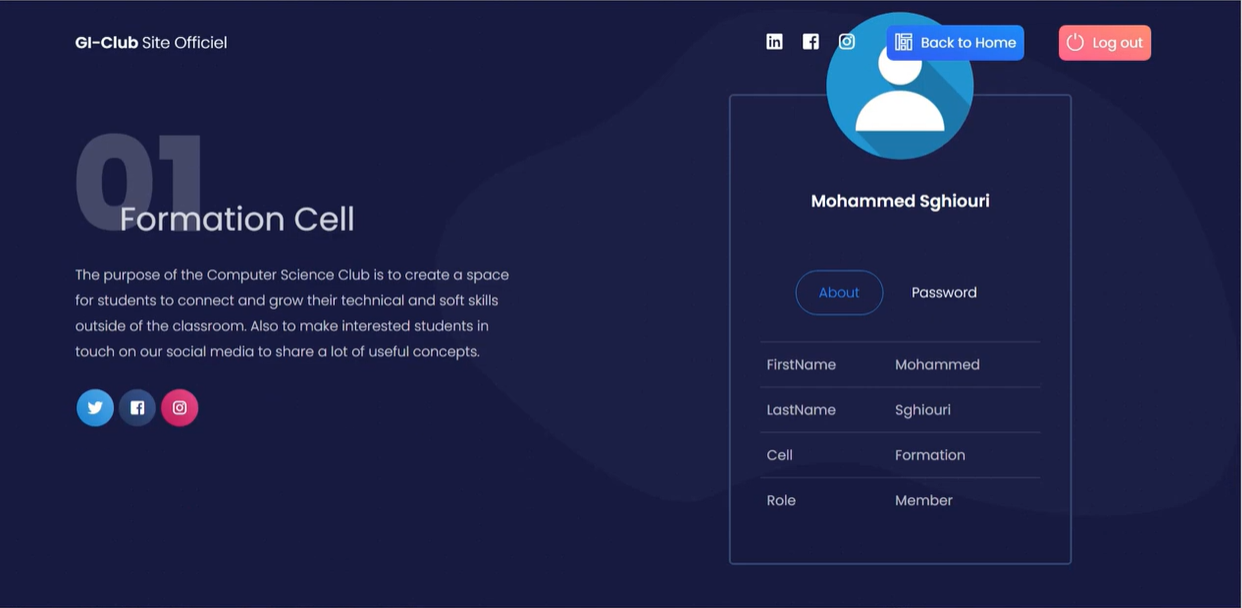 GI-Club Site Officiel
Back to Home
Log out
01
Formation Cell
The purpose of the Computer Science Club is to create a space
for students to connect and grow their technical and soft skills
outside of the classroom. Also to make interested students in
touch on our social media to share a lot of useful concepts.
Mohammed Sghiouri
About Password
FirstName Mohammed
LastName Sghiouri
Cell Formation
Role Member